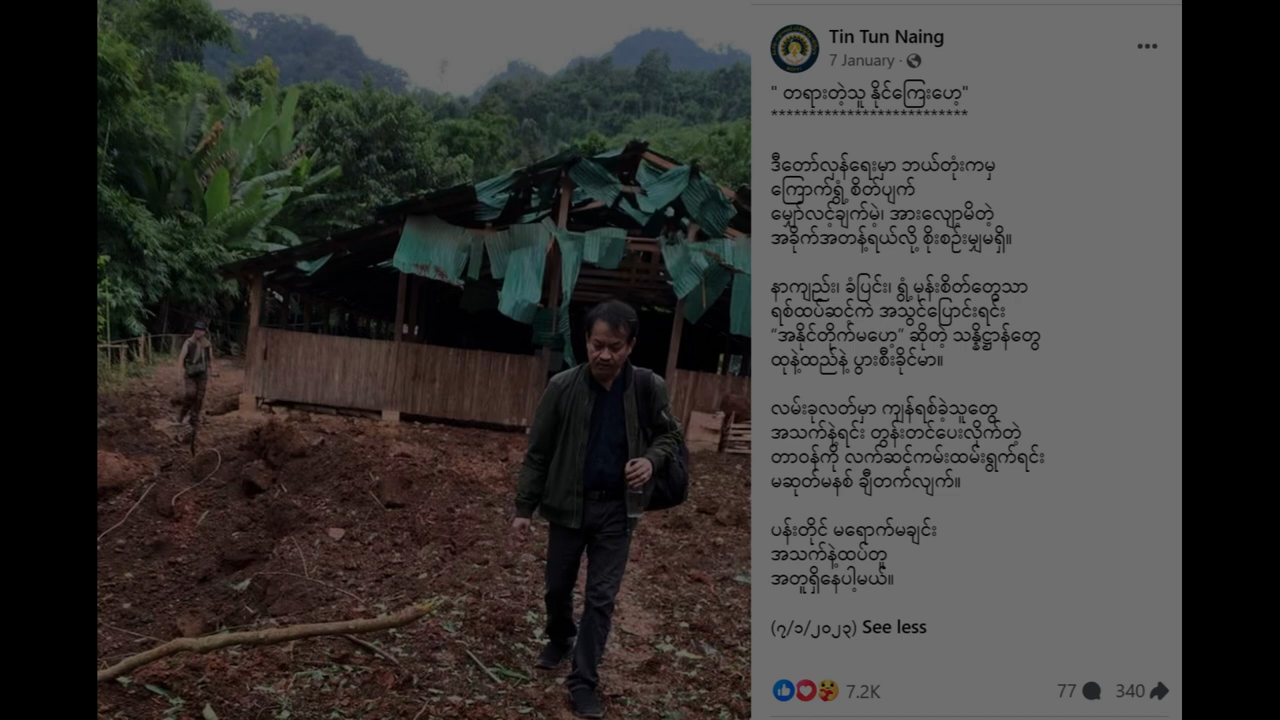 Tin Tun Naing
7 January
" တရားတဲ့သူ နိုင်ကြေးဟေ့"
**************************
ဒီတော်လှန်ရေးမှာ ဘယ်တုံးကမှ
ကြောက်ရွံ့ စိတ်ပျက်
မျှော်လင့်ချက်မဲ့၊ အားလျော့မိတဲ့
အခိုက်အတန့်ရယ်လို့ စိုးစဉ်းမျှမရှိ။
နာကျည်း၊ ခံပြင်း၊ ရွံ့မုန်းစိတ်တွေသာ
ရစ်ထပ်ဆင့်ကဲ အသွင်ပြောင်းရင်း
“အနိုင်တိုက်မဟေ့” ဆိုတဲ့ သန္နိဋ္ဌာန်တွေ
ထုနဲ့ထည်နဲ့ ပွားစီးခိုင်မာ။
လမ်းခုလတ်မှာ ကျန်ရစ်ခဲ့သူတွေ
အသက်နဲ့ရင်း တွန်းတင်ပေးလိုက်တဲ့
တာဝန်ကို လက်ဆင့်ကမ်းထမ်းရွက်ရင်း
မဆုတ်မနစ် ချီတက်လျက်။
ပန်းတိုင် မရောက်မချင်း
အသက်နဲ့ထပ်တူ
အတူရှိနေပါ့မယ်။
(၇/၁/၂၀၂၃) See less
7.2K 77 340